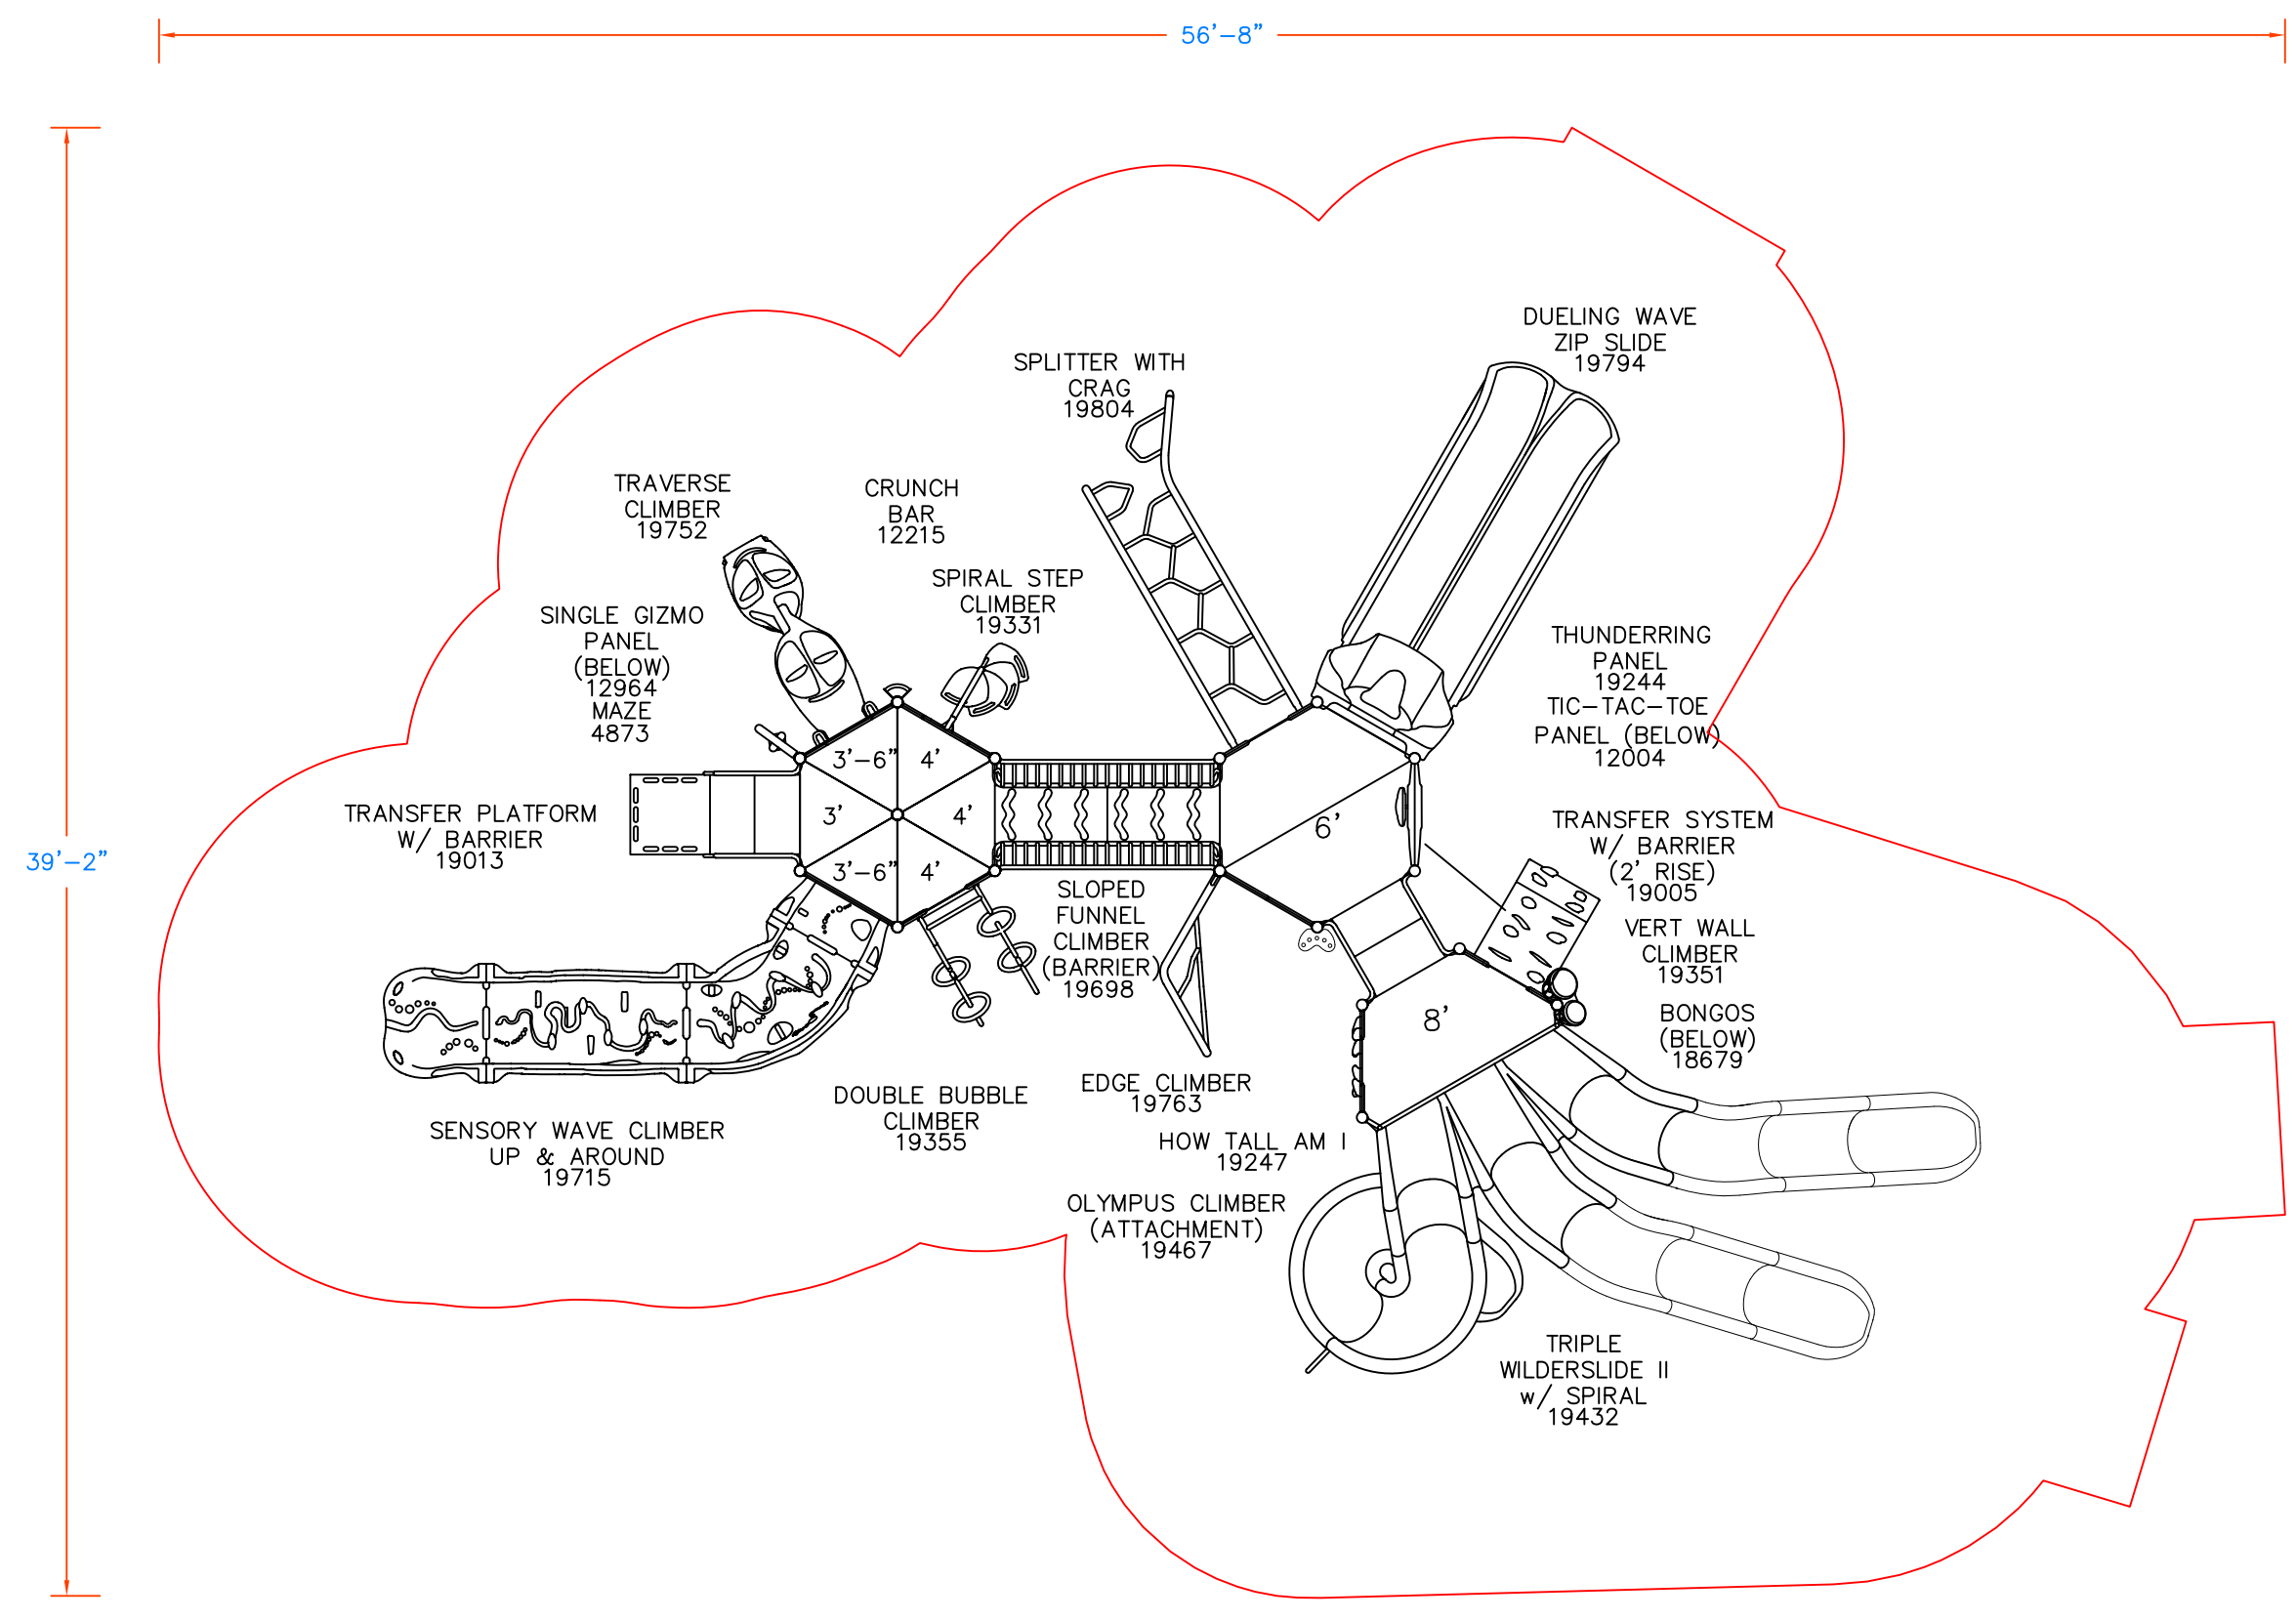 56'-8"
39'-2"
DUELING WAVE
ZIP SLIDE
19794
SPLITTER WITH
CRAG
19804
TRAVERSE
CLIMBER
19752
CRUNCH
BAR
12215
SPIRAL STEP
CLIMBER
19331
SINGLE GIZMO
PANEL
(BELOW)
12964
MAZE
4873
THUNDERRING
PANEL
19244
TIC-TAC-TOE
PANEL (BELOW)
12004
3'-6" 4'
3' 4'
3'-6" 4'
6'
8'
TRANSFER PLATFORM
W/ BARRIER
19013
TRANSFER SYSTEM
W/ BARRIER
(2' RISE)
19005
SLOPED
FUNNEL
CLIMBER
(BARRIER)
19698
VERT WALL
CLIMBER
19351
BONGOS
(BELOW)
18679
EDGE CLIMBER
19763
DOUBLE BUBBLE
CLIMBER
19355
SENSORY WAVE CLIMBER
UP & AROUND
19715
HOW TALL AM I
19247
OLYMPUS CLIMBER
(ATTACHMENT)
19467
TRIPLE
WILDERSLIDE II
w/ SPIRAL
19432